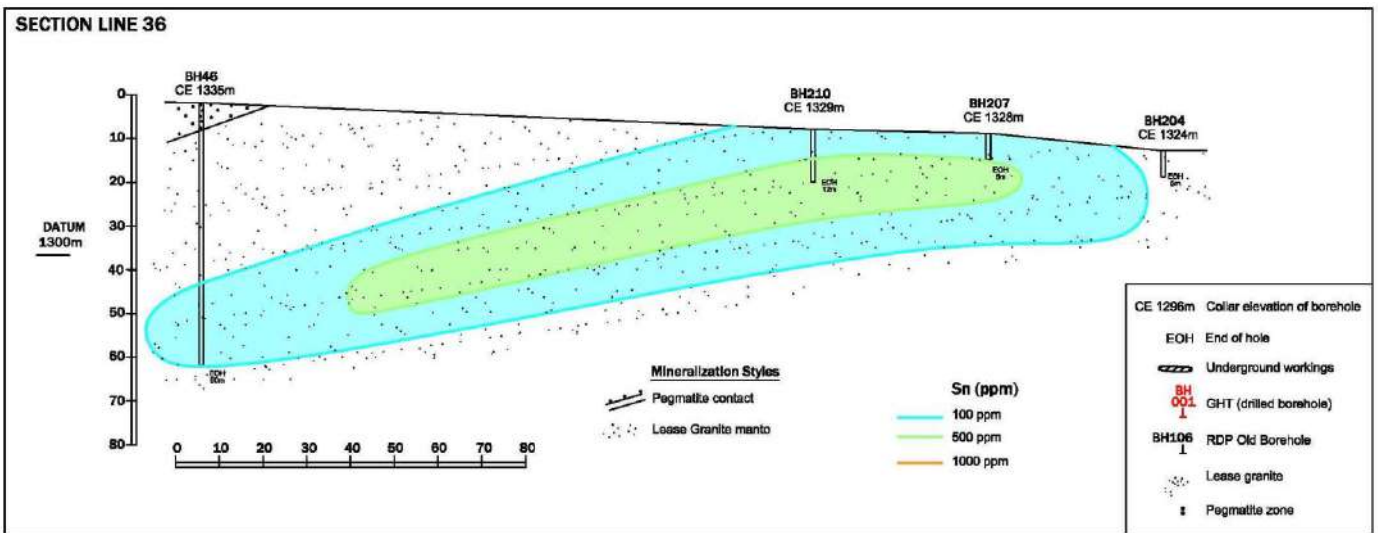 SECTION LINE 36
BH46
CE 1335m
BH210
CE 1329m
BH207
CE 1328m
BH204
CE 1324m
0
10
20
30
40
50
60
70
80
DATUM
1300m
EOH
60m
EOH
12m
EOH
6m
EOH
6m
0 10 20 30 40 50 60 70 80
Mineralization Styles
Pegmatite contact
Lease Granite manto
Sn (ppm)
100 ppm
500 ppm
1000 ppm
CE 1296m Collar elevation of borehole
EOH End of hole
Underground workings
BH
001 GHT (drilled borehole)
BH106 RDP Old Borehole
Lease granite
Pegmatite zone